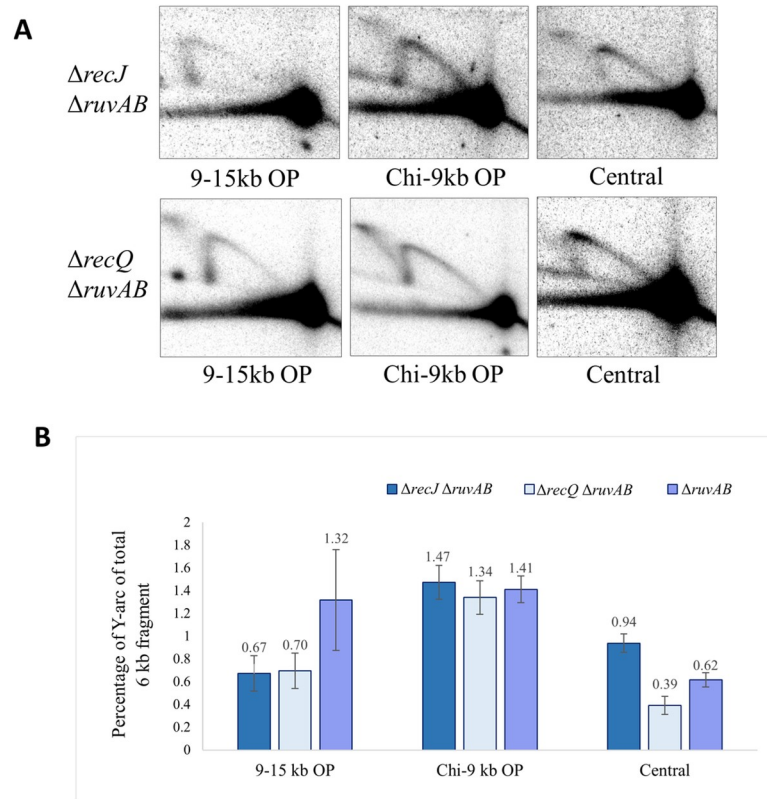 A
ΔrecJ
ΔruvAB
9-15kb OP
Chi-9kb OP
Central
ΔrecQ
ΔruvAB
9-15kb OP
Chi-9kb OP
Central
B
ΔrecJ ΔruvAB
ΔrecQ ΔruvAB
ΔruvAB
Percentage of Y-arc of total
6 kb fragment
2
1.8
1.6
1.4
1.2
1
0.8
0.6
0.4
0.2
0
0.67
0.70
1.32
1.47
1.34
1.41
0.94
0.39
0.62
9-15 kb OP
Chi-9 kb OP
Central